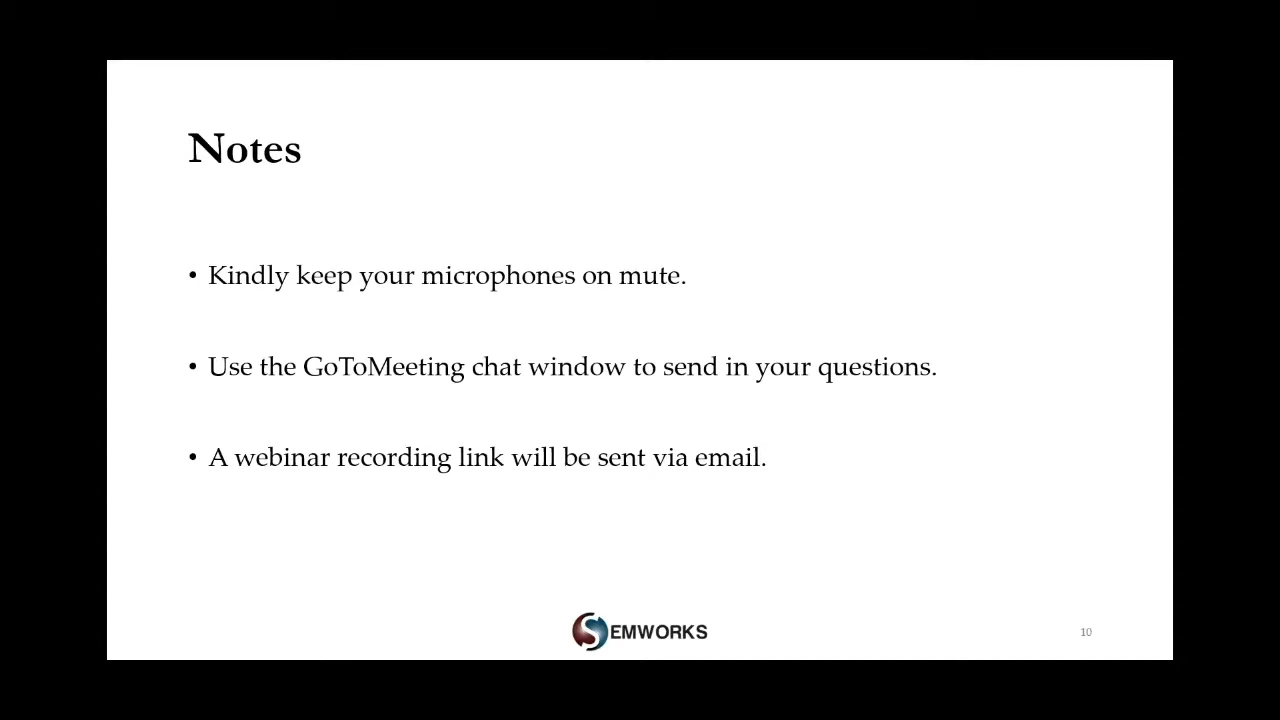 Notes
• Kindly keep your microphones on mute.
• Use the GoToMeeting chat window to send in your questions.
• A webinar recording link will be sent via email.
SEMWORKS
10